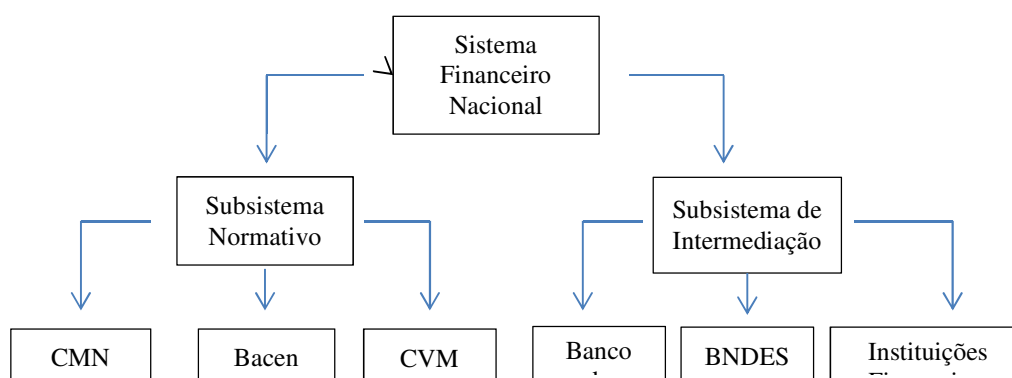 Sistema
Financeiro
Nacional
Subsistema
Normativo
Subsistema de
Intermediação
CMN
Bacen
CVM
Banco
BNDES
Instituições